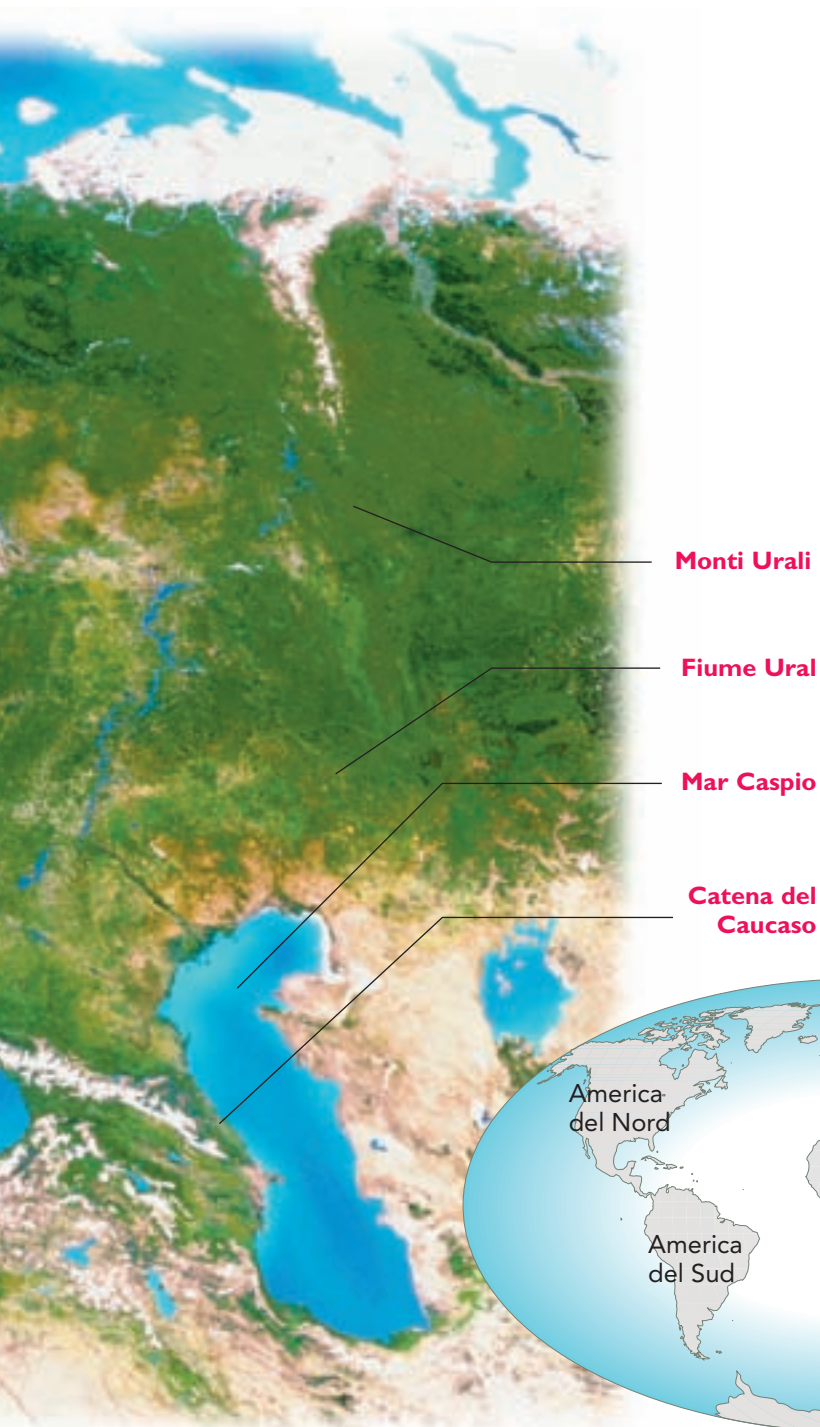 Monti Urali
Fiume Ural
Mar Caspio
Catena del
Caucaso
America
del Nord
America
del Sud